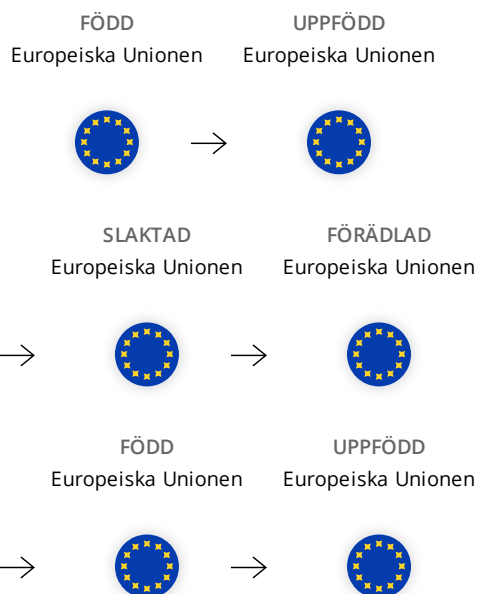 FÖDD
Europeiska Unionen
UPPFÖDD
Europeiska Unionen
SLAKTAD
Europeiska Unionen
FÖRÄDLAD
Europeiska Unionen
FÖDD
Europeiska Unionen
UPPFÖDD
Europeiska Unionen